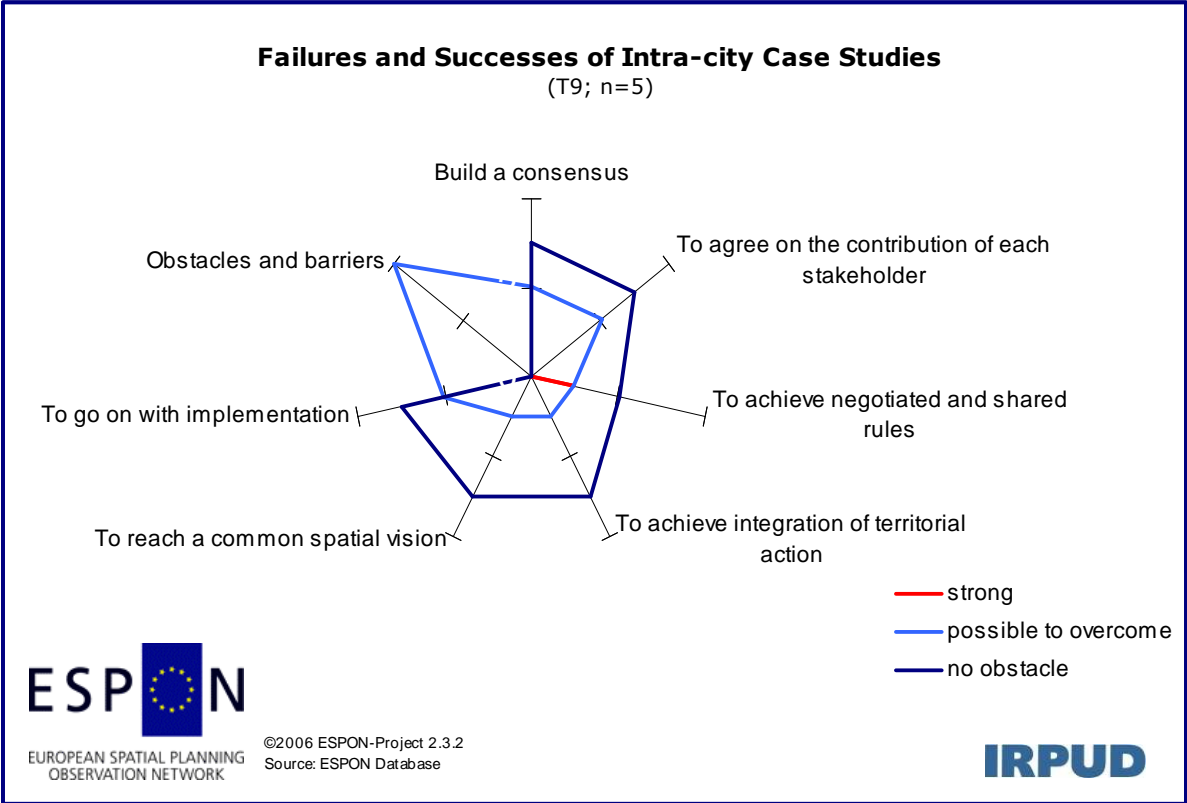 Failures and Successes of Intra-city Case Studies
(T9; n=5)
Build a consensus
To agree on the contribution of each
stakeholder
Obstacles and barriers
To achieve negotiated and shared
rules
To go on with implementation
To achieve integration of territorial
action
To reach a common spatial vision
strong
possible to overcome
no obstacle
ESPON
EUROPEAN SPATIAL PLANNING
OBSERVATION NETWORK
©2006 ESPON-Project 2.3.2
Source: ESPON Database
IRPUD